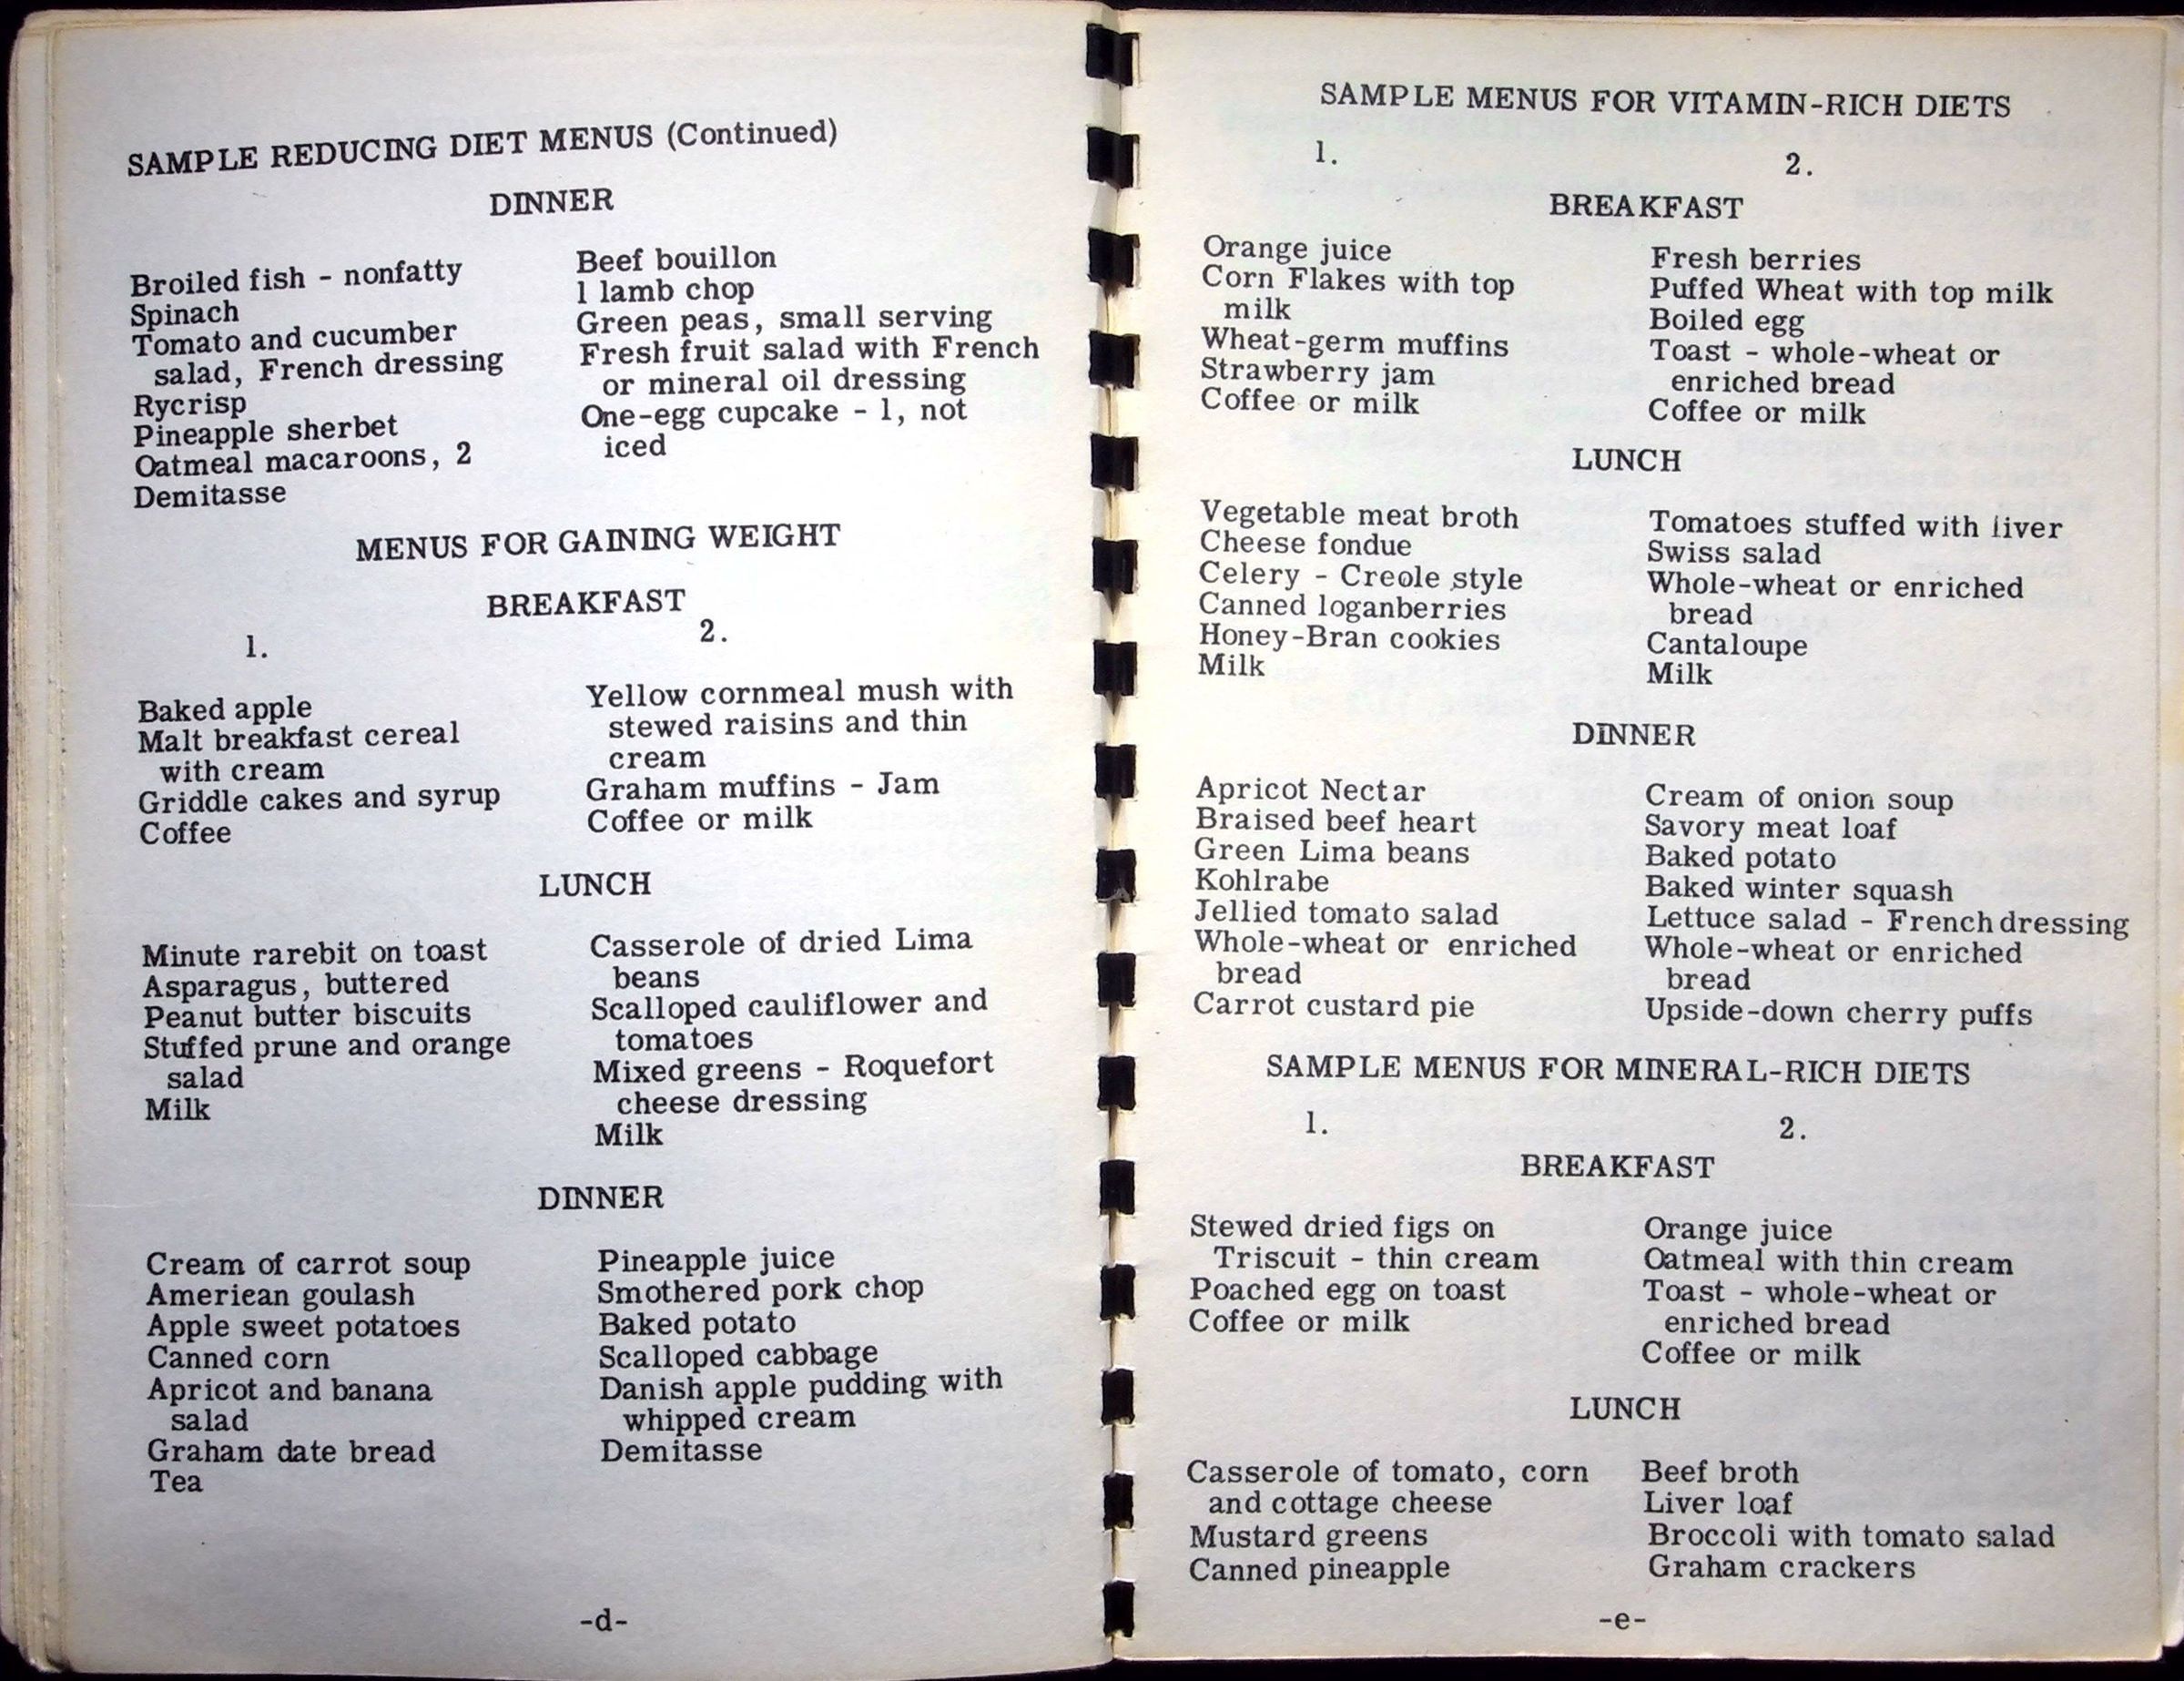 SAMPLE REDUCING DIET MENUS (Continued)
DINNER
Broiled fish - nonfatty
Spinach
Tomato and cucumber
salad, French dressing
Rycrisp
Pineapple sherbet
Oatmeal macaroons, 2
Demitasse
Beef bouillon
1 lamb chop
Green peas, small serving
Fresh fruit salad with French
or mineral oil dressing
One-egg cupcake - 1, not
iced
MENUS FOR GAINING WEIGHT
BREAKFAST
1.
2.
Baked apple
Malt breakfast cereal
with cream
Griddle cakes and syrup
Coffee
Yellow cornmeal mush with
stewed raisins and thin
cream
Graham muffins - Jam
Coffee or milk
LUNCH
Minute rarebit on toast
Asparagus, buttered
Peanut butter biscuits
Stuffed prune and orange
salad
Milk
Casserole of dried Lima
beans
Scalloped cauliflower and
tomatoes
Mixed greens - Roquefort
cheese dressing
Milk
DINNER
Cream of carrot soup
Ameriean goulash
Apple sweet potatoes
Canned corn
Apricot and banana
salad
Graham date bread
Tea
Pineapple juice
Smothered pork chop
Baked potato
Scalloped cabbage
Danish apple pudding with
whipped cream
Demitasse
-d-
SAMPLE MENUS FOR VITAMIN-RICH DIETS
1.
2.
BREAKFAST
Orange juice
Corn Flakes with top
milk
Wheat-germ muffins
Strawberry jam
Coffee or milk
Fresh berries
Puffed Wheat with top milk
Boiled egg
Toast - whole-wheat or
enriched bread
Coffee or milk
LUNCH
Vegetable meat broth
Cheese fondue
Celery - Creole style
Canned loganberries
Honey-Bran cookies
Milk
Tomatoes stuffed with liver
Swiss salad
Whole-wheat or enriched
bread
Cantaloupe
Milk
DINNER
Apricot Nectar
Braised beef heart
Green Lima beans
Kohlrabe
Jellied tomato salad
Whole-wheat or enriched
bread
Carrot custard pie
Cream of onion soup
Savory meat loaf
Baked potato
Baked winter squash
Lettuce salad - French dressing
Whole-wheat or enriched
bread
Upside-down cherry puffs
SAMPLE MENUS FOR MINERAL-RICH DIETS
1.
2.
BREAKFAST
Stewed dried figs on
Triscuit - thin cream
Poached egg on toast
Coffee or milk
Orange juice
Oatmeal with thin cream
Toast - whole-wheat or
enriched bread
Coffee or milk
LUNCH
Casserole of tomato, corn
and cottage cheese
Mustard greens
Canned pineapple
Beef broth
Liver loaf
Broccoli with tomato salad
Graham crackers
-e-